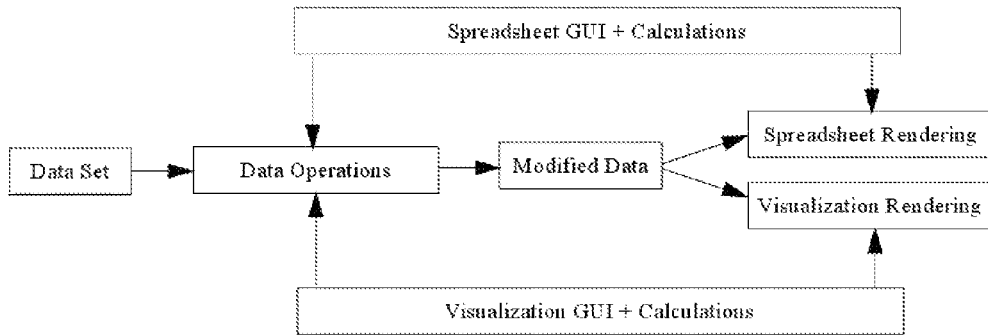 Spreadsheet GUI + Calculations
Data Set
Data Operations
Modified Data
Spreadsheet Rendering
Visualization Rendering
Visualization GUI + Calculations